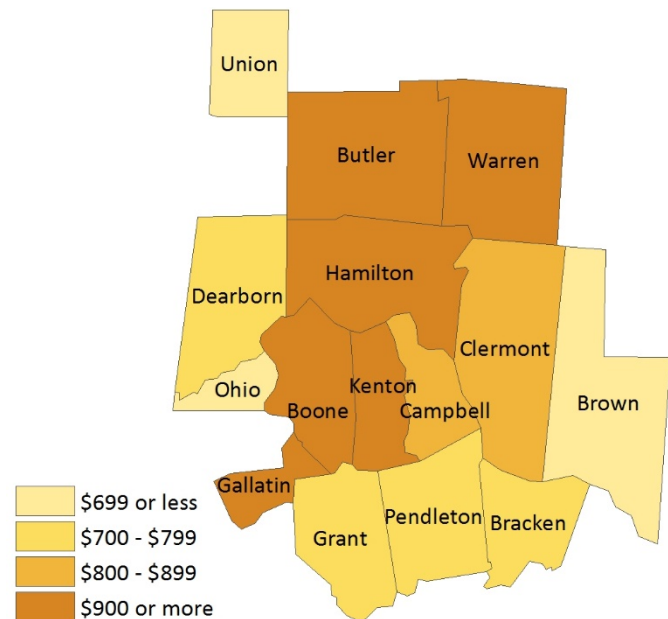 Union
Butler
Warren
Hamilton
Dearborn
Clermont
Kenton
Ohio
Boone
Campbell
Brown
Gallatin
Pendleton
Bracken
Grant
$699 or less
$700 - $799
$800 - $899
$900 or more